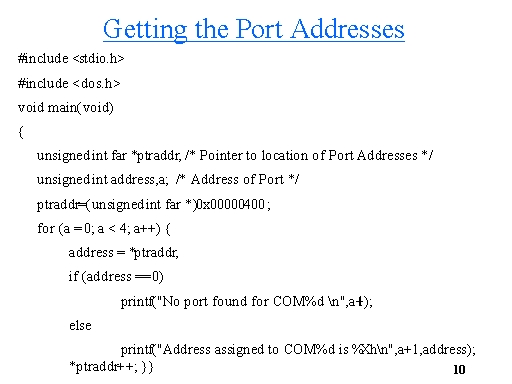 Getting the Port Addresses
#include <stdio.h>
#include <dos.h>
void main(void)
{
unsigned int far *ptraddr; /* Pointer to location of Port Addresses */
unsigned int address,a; /* Address of Port */
ptraddr=(unsigned int far *)0x00000400;
for (a = 0; a < 4; a++) {
address = *ptraddr;
if (address ==0)
printf("No port found for COM%d \n",a+1);
else
printf("Address assigned to COM%d is %Xh\n",a+1,address);
*ptraddr++; } }
10